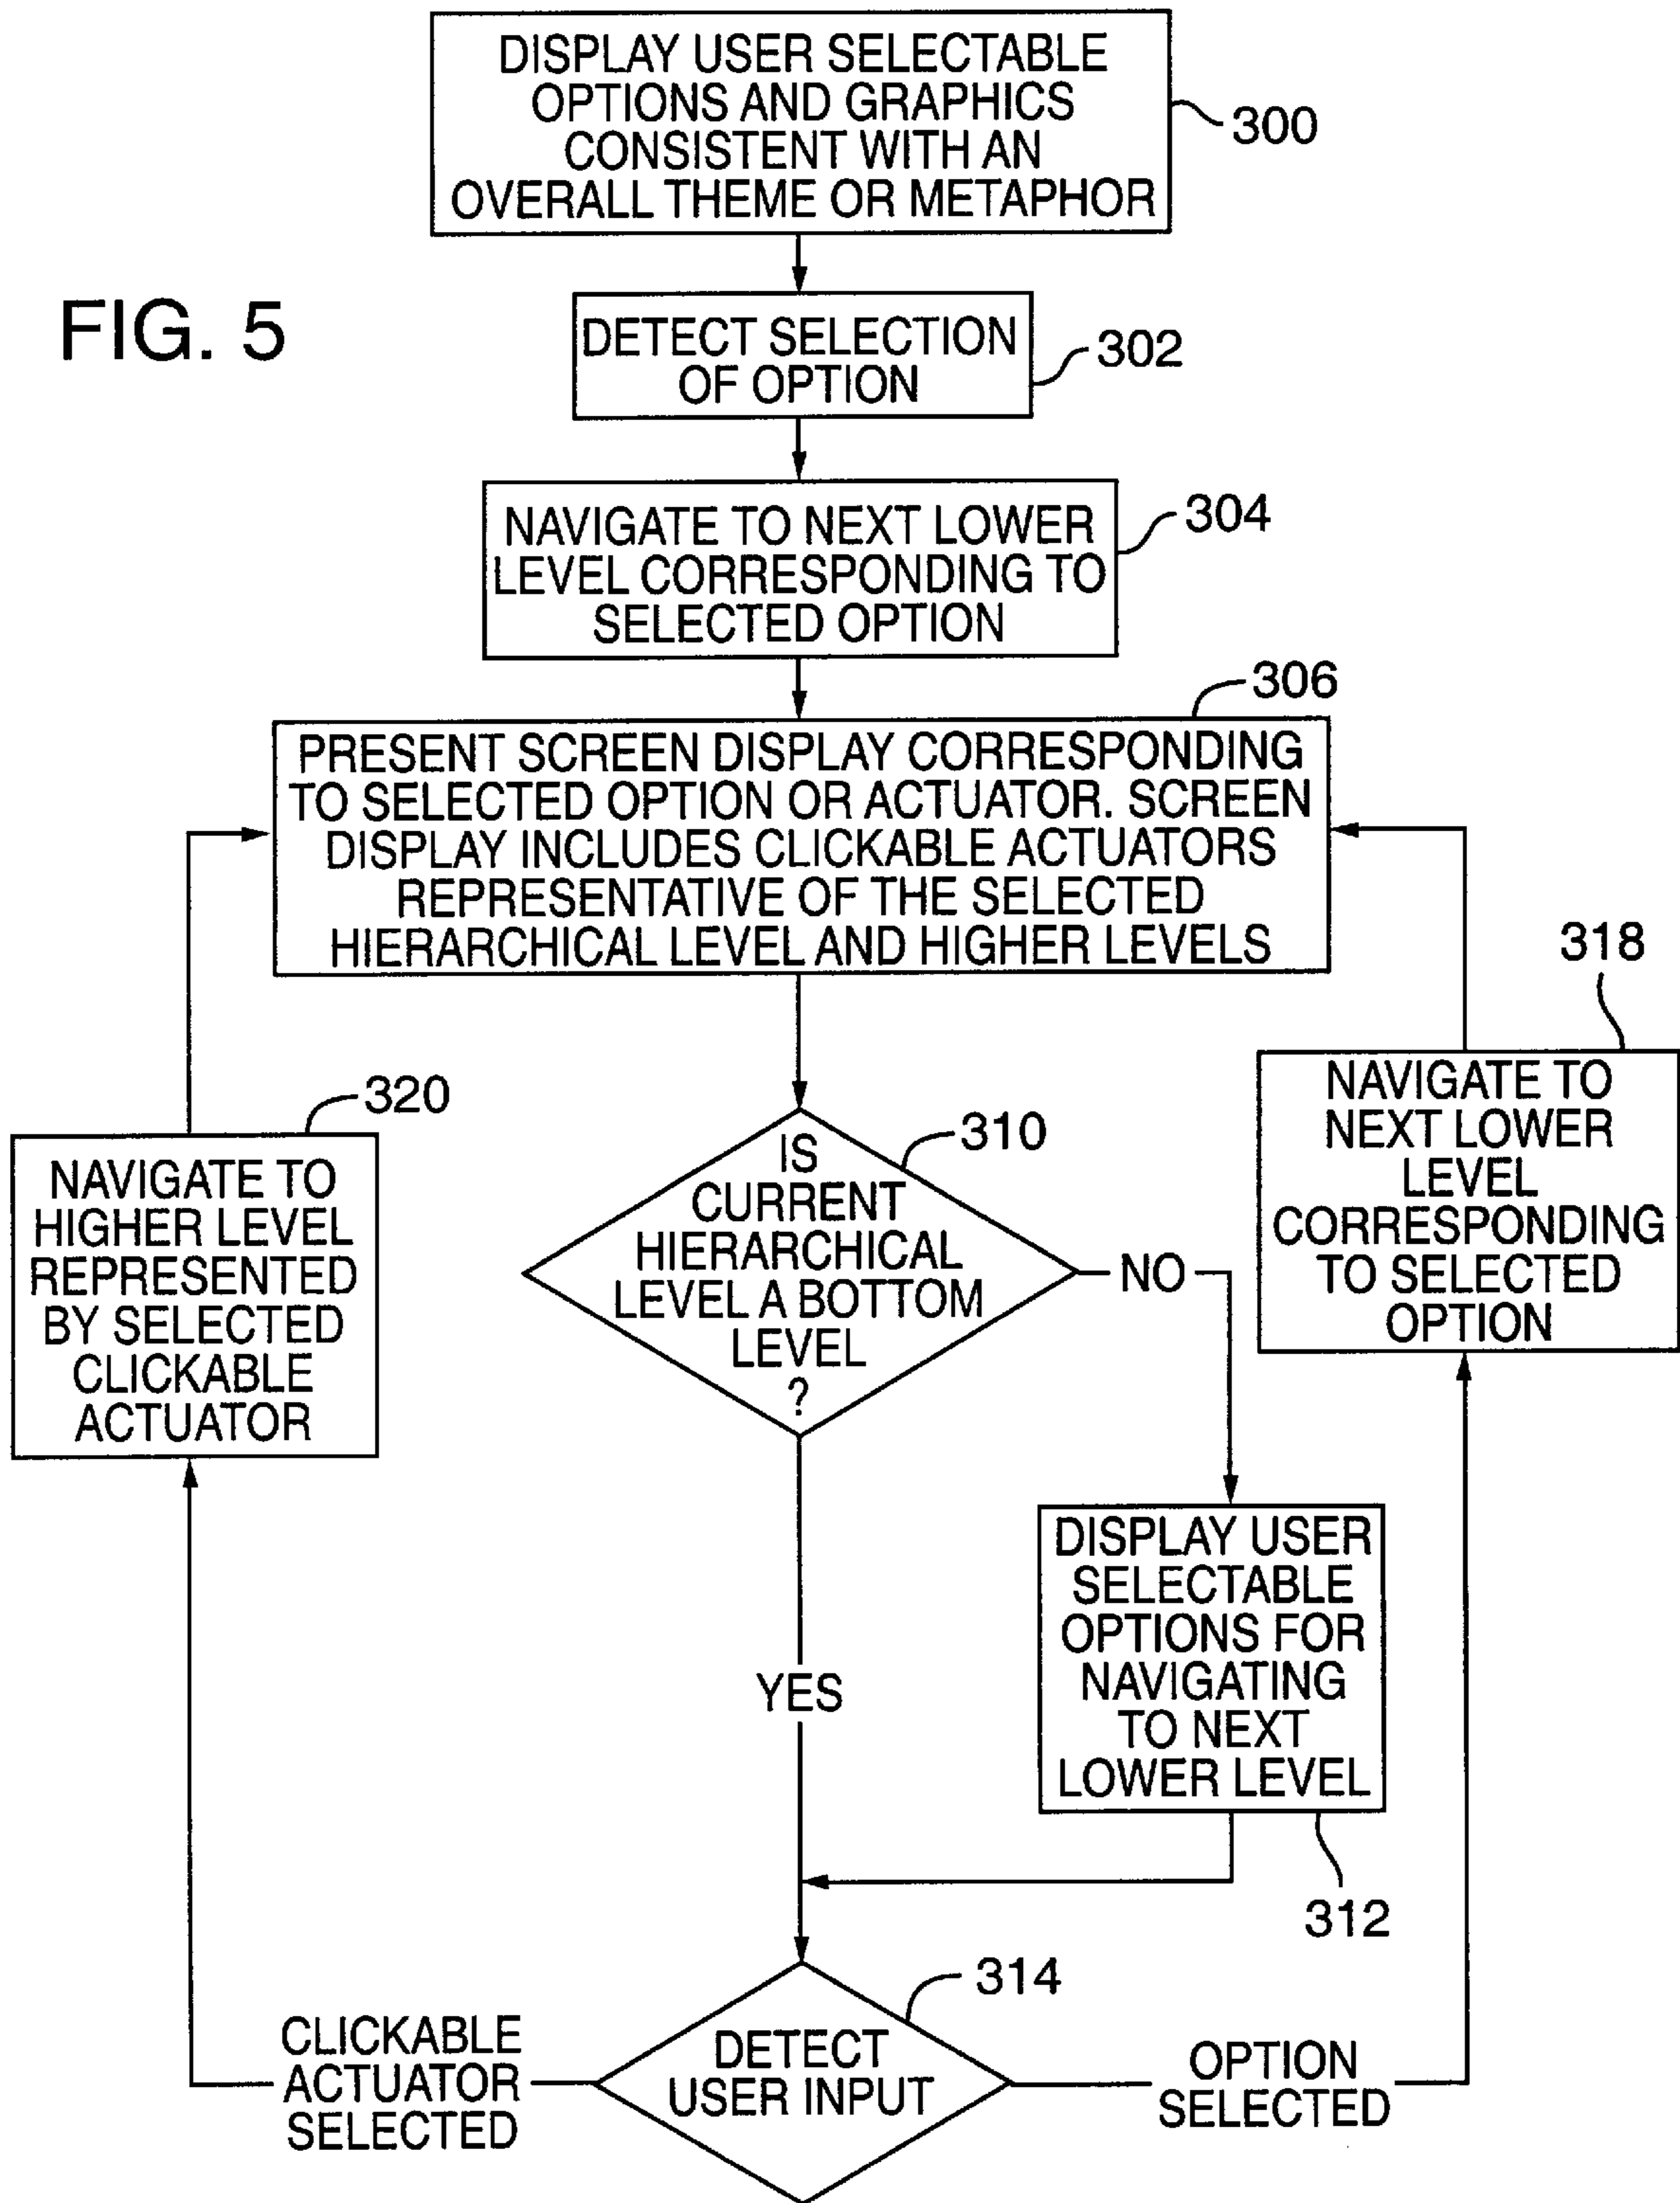 DISPLAY USER SELECTABLE
OPTIONS AND GRAPHICS
CONSISTENT WITH AN
OVERALL THEME OR METAPHOR
300
FIG. 5
DETECT SELECTION
OF OPTION
302
NAVIGATE TO NEXT LOWER
LEVEL CORRESPONDING TO
SELECTED OPTION
304
306
PRESENT SCREEN DISPLAY CORRESPONDING
TO SELECTED OPTION OR ACTUATOR. SCREEN
DISPLAY INCLUDES CLICKABLE ACTUATORS
REPRESENTATIVE OF THE SELECTED
HIERARCHICAL LEVEL AND HIGHER LEVELS
318
NAVIGATE TO
NEXT LOWER
LEVEL
CORRESPONDING
TO SELECTED
OPTION
320
NAVIGATE TO
HIGHER LEVEL
REPRESENTED
BY SELECTED
CLICKABLE
ACTUATOR
310
IS
CURRENT
HIERARCHICAL
LEVEL A BOTTOM
LEVEL
?
NO
YES
DISPLAY USER
SELECTABLE
OPTIONS FOR
NAVIGATING
TO NEXT
LOWER LEVEL
312
314
DETECT
USER INPUT
CLICKABLE
ACTUATOR
SELECTED
OPTION
SELECTED